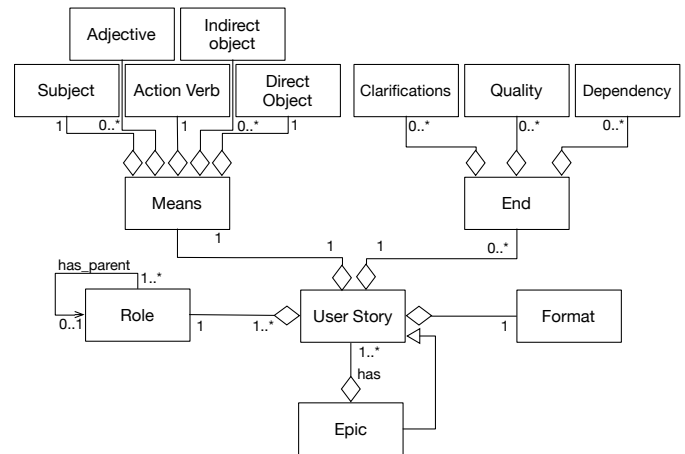 Adjective
Indirect
object
Subject
Action Verb
Direct
Object
Clarifications
Quality
Dependency
1
0..*
1
0..*
1
0..*
0..*
0..*
Means
End
1
1
1
0..*
has_parent
1..*
0..1
Role
1
1..*
User Story
1
Format
1..*
has
Epic